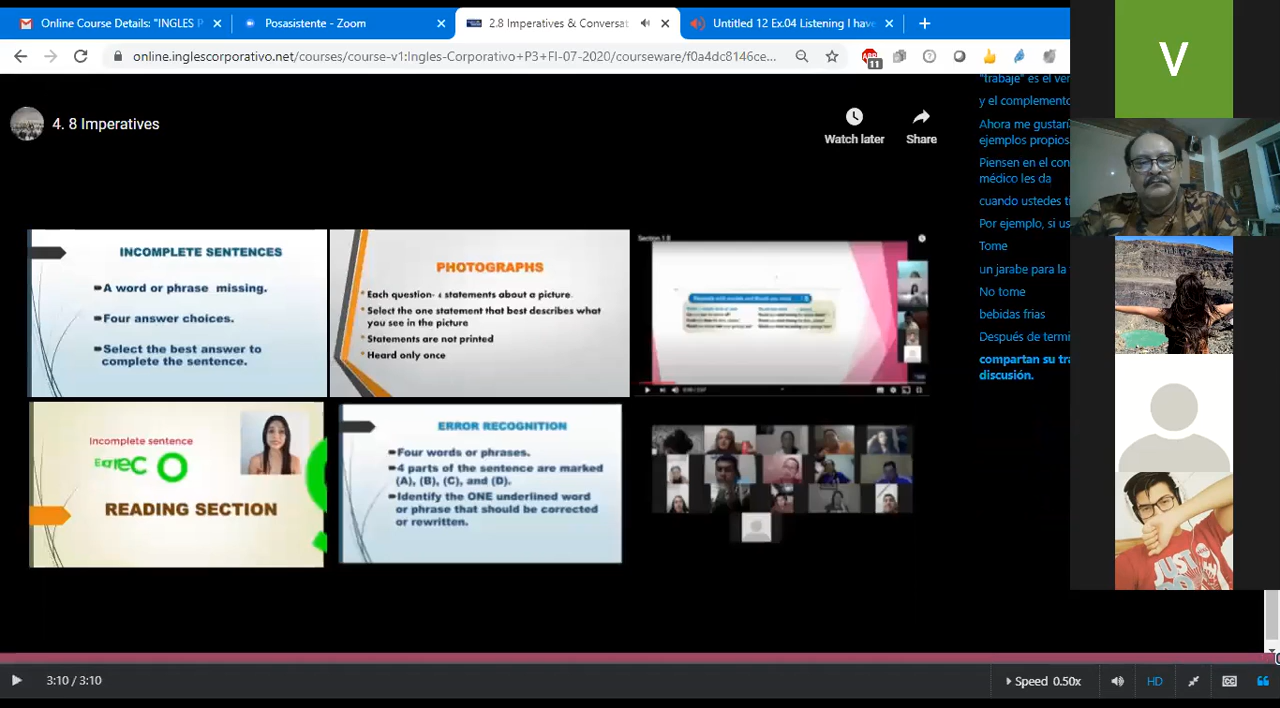 Online Course Details: "INGLES P
Posasistente - Zoom
2.8 Imperatives & Conversat
Untitled 12 Ex.04 Listening I have
online.inglescorporativo.net/courses/course-v1:Ingles-Corporativo+P3+FI-07-2020/courseware/f0a4dc8146ce...
11
4. 8 Imperatives
Watch later
Share
"Trabaje" es el ver
y el complemento
Ahora me gustarí
ejemplos propios
Piensen en el con
médico les da
cuando ustedes ti
Por ejemplo, si us
Tome
un jarabe para la
No tome
bebidas frias
Después de termi
compartan su tra
discusión.
V
INCOMPLETE SENTENCES
A word or phrase missing.
Four answer choices.
Select the best answer to
complete the sentence.
PHOTOGRAPHS
Each question- 4 statements about a picture.
Select the one statement that best describes what
you see in the picture
Statements are not printed
Heard only once
Section 1.8
Incomplete sentence
READING SECTION
ERROR RECOGNITION
Four words or phrases.
4 parts of the sentence are marked
(A), (B), (C), and (D).
Identify the ONE underlined word
or phrase that should be corrected
or rewritten.
JUST
3:10 / 3:10
Speed 0.50x
HD